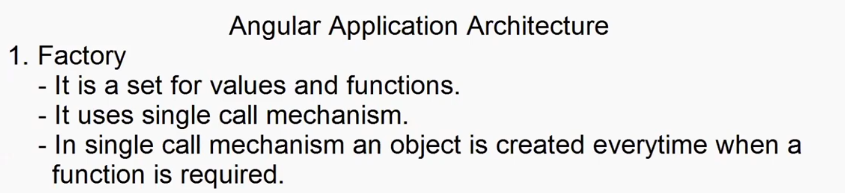 Angular Application Architecture
1. Factory
- It is a set for values and functions.
- It uses single call mechanism.
- In single call mechanism an object is created everytime when a
function is required.